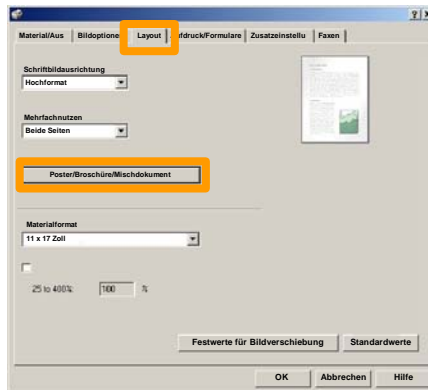 Material/Aus Bildoptione Layout ufdruck/Formulare Zusatzeinstellu Faxen
Schriftbildausrichtung
Hochformat
Mehrfachnutzen
Beide Seiten
Poster/Broschüre/Mischdokument
Materialformat
11 x 17 Zoll
25 to 400%: 100 %
Festwerte für Bildverschiebung Standardwerte
OK Abbrechen Hilfe